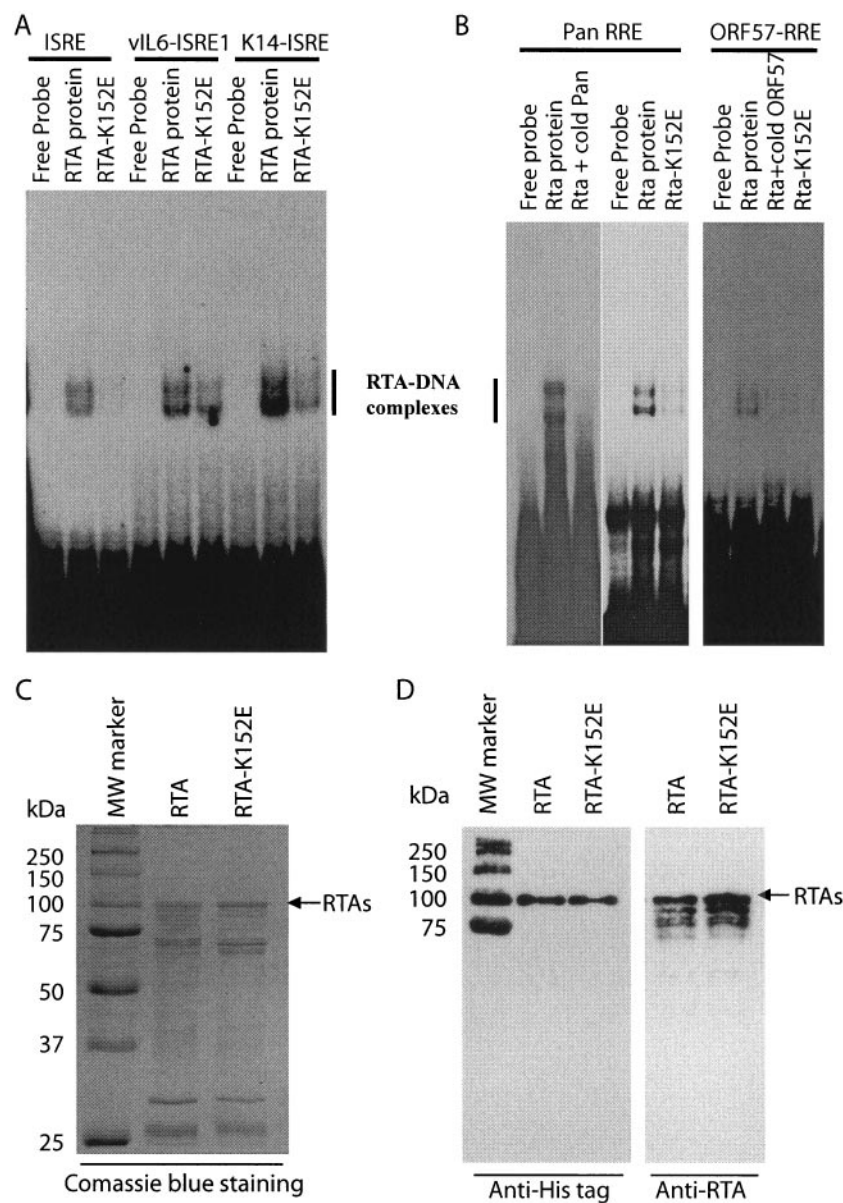 A
ISRE
vIL6-ISRE1
K14-ISRE
Free Probe
RTA protein
RTA-K152E
Free Probe
RTA protein
RTA-K152E
Free Probe
RTA protein
RTA-K152E
RTA-DNA
complexes
B
Pan RRE
ORF57-RRE
Free probe
Rta protein
Rta + cold Pan
Free Probe
Rta protein
Rta-K152E
Free Probe
Rta protein
Rta+cold ORF57
Rta-K152E
C
kDa
MW marker
RTA
RTA-K152E
250
150
100
75
50
37
25
RTAs
Comassie blue staining
D
kDa
MW marker
RTA
RTA-K152E
RTA
RTA-K152E
250
150
100
75
RTAs
Anti-His tag
Anti-RTA